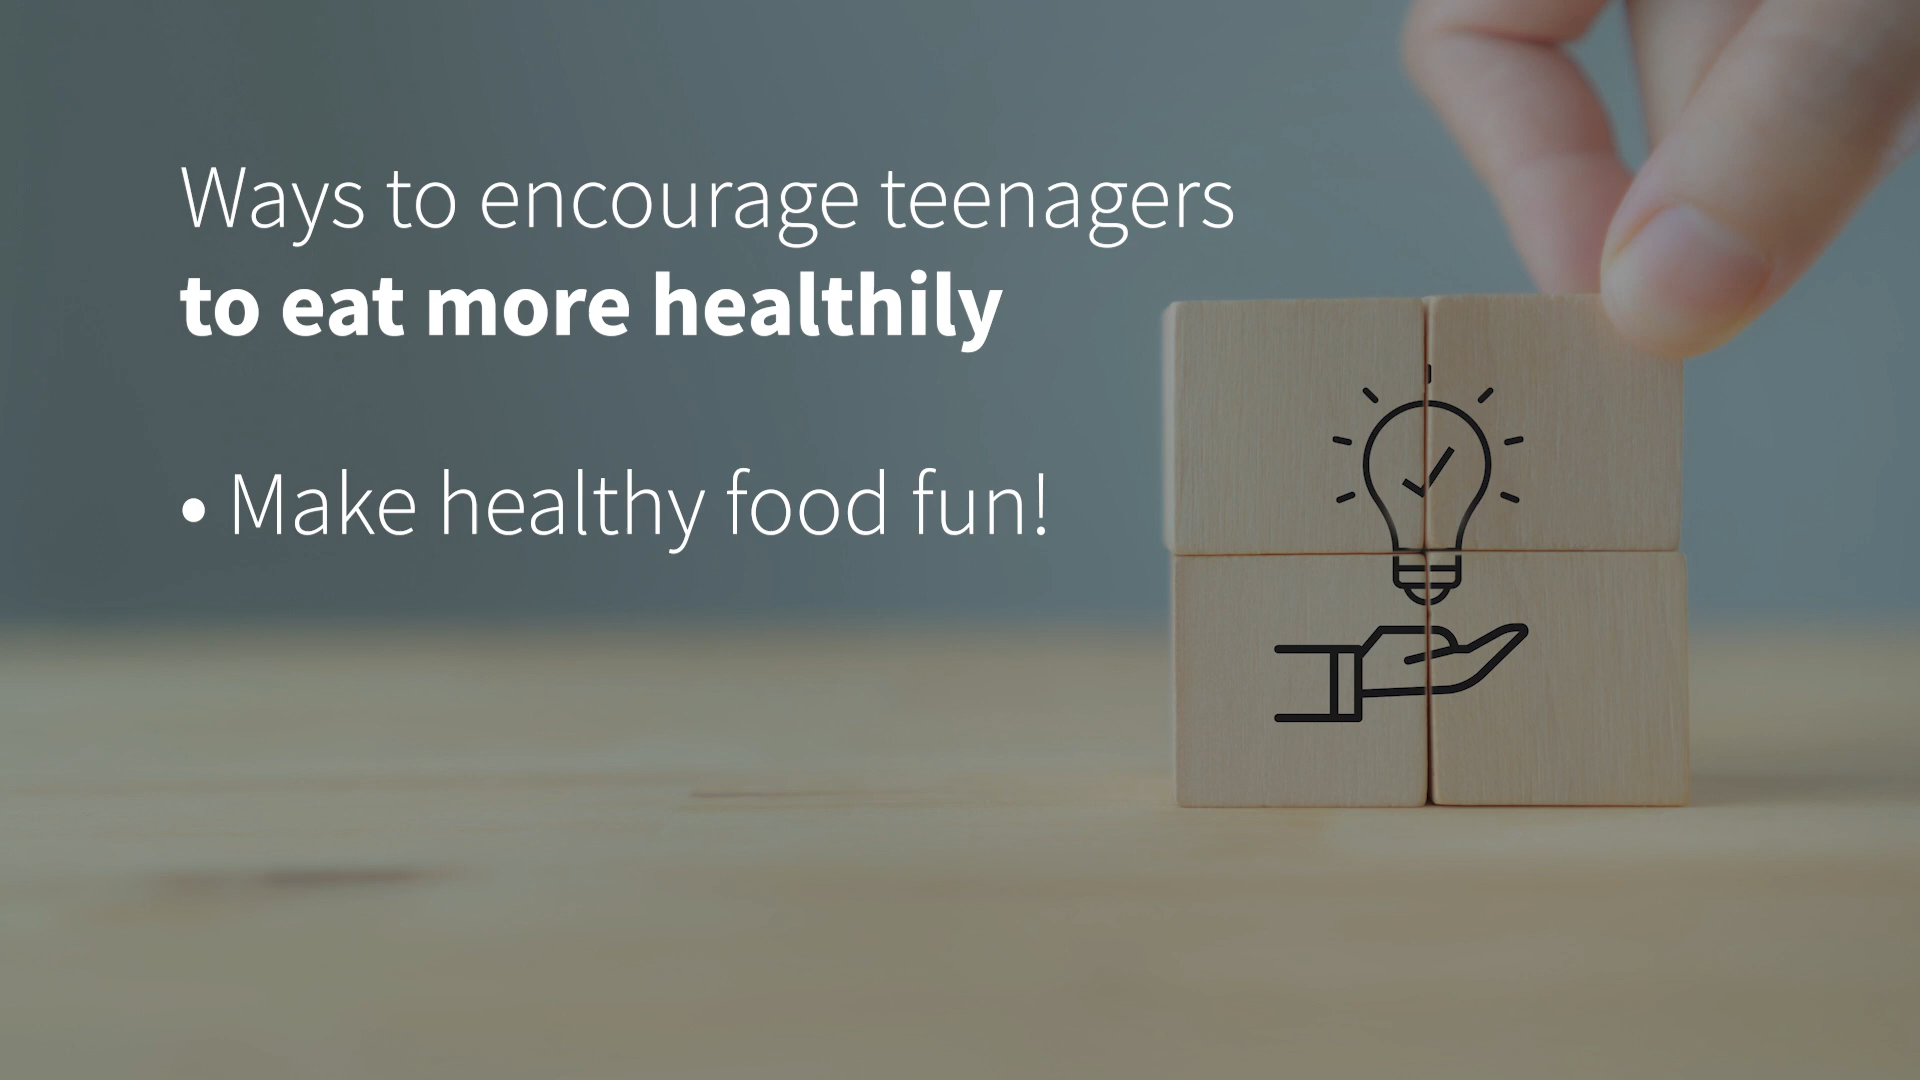 Ways to encourage teenagers
to eat more healthily
• Make healthy food fun!